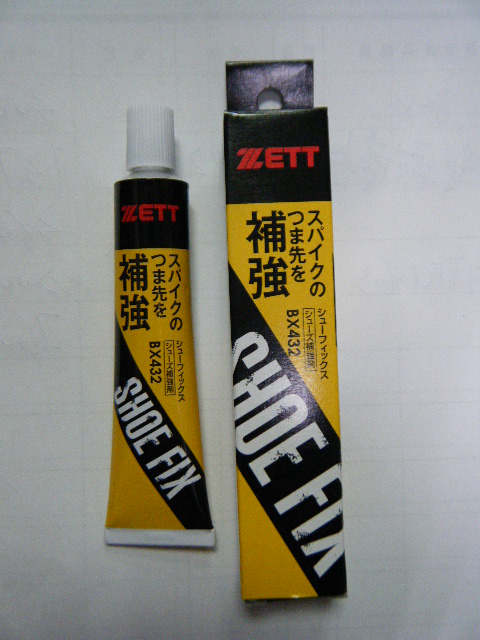 ZETT
スパイクの
つま先を
補強
シューフィックス
シューズ補強剤
BX432
SHOE FIX
ZETT
スパイクの
つま先を
補強
シューフィックス
シューズ補強剤
BX432
SHOE FIX